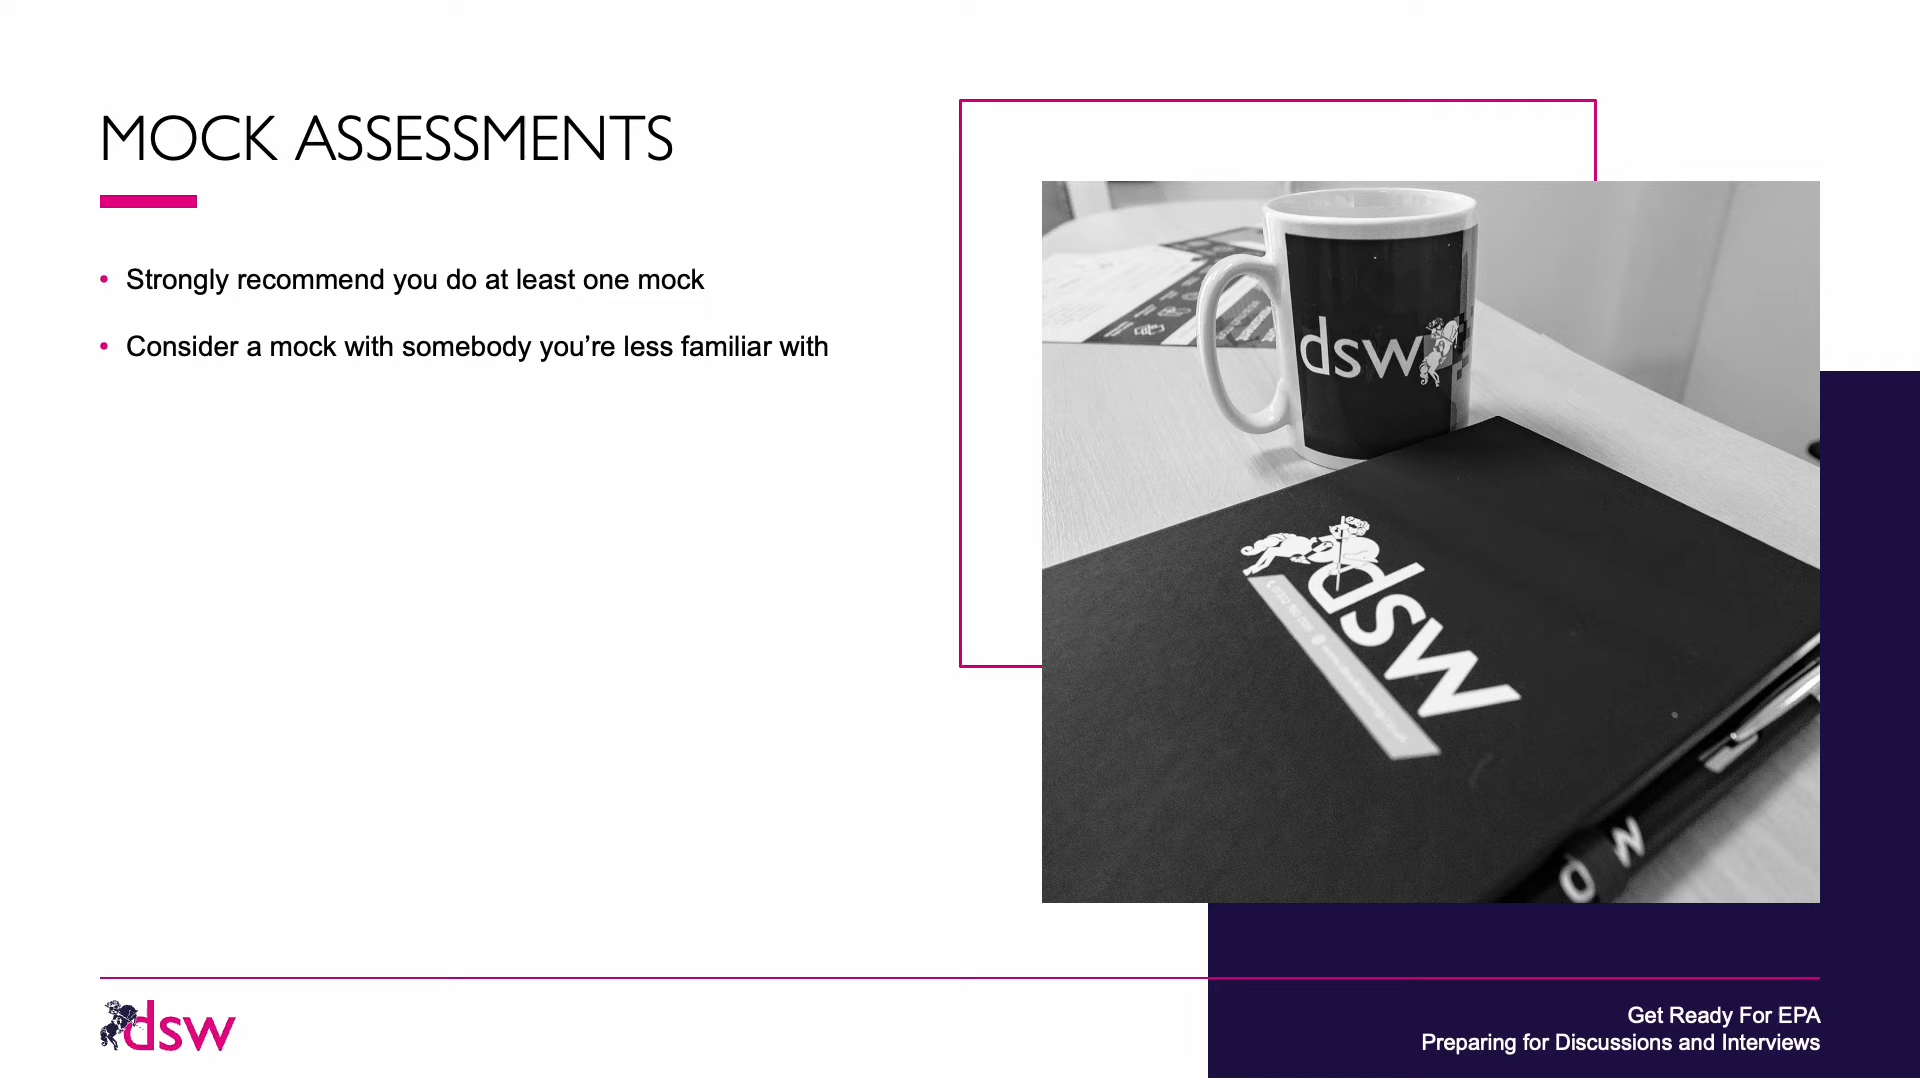 MOCK ASSESSMENTS
• Strongly recommend you do at least one mock
• Consider a mock with somebody you’re less familiar with
dsw
dsw
dsw
Get Ready For EPA
Preparing for Discussions and Interviews